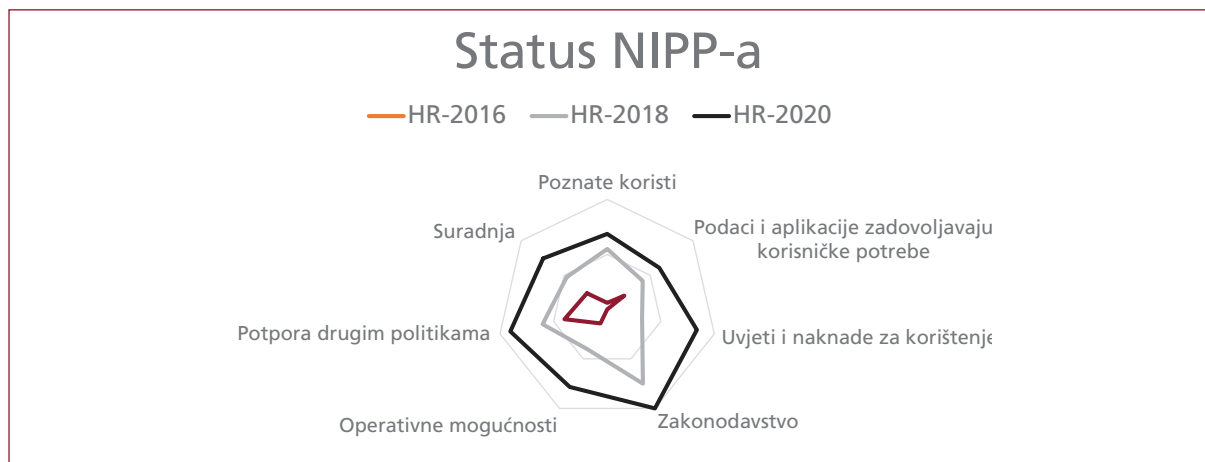 Status NIPP-a
HR-2016 HR-2018 HR-2020
Poznate koristi
Podaci i aplikacije zadovoljavaju
korisničke potrebe
Uvjeti i naknade za korištenje
Zakonodavstvo
Operativne mogućnosti
Potpora drugim politikama
Suradnja